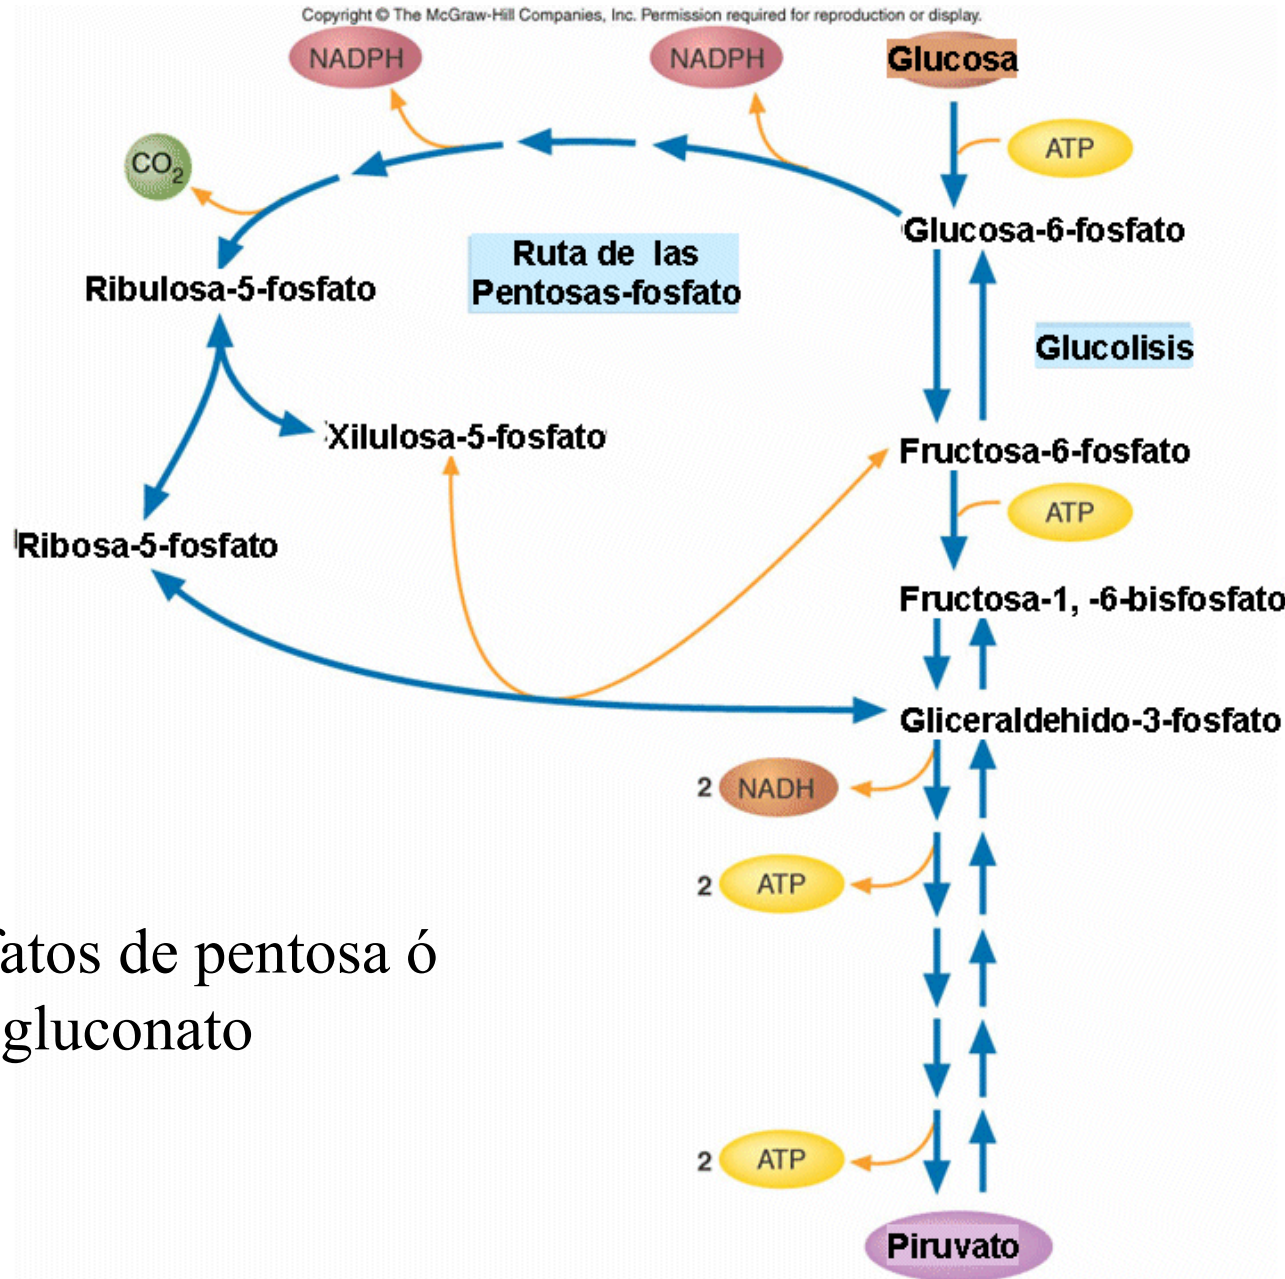 Copyright © The McGraw-Hill Companies, Inc. Permission required for reproduction or display.
NADPH
NADPH
Glucosa
ATP
CO2
Glucosa-6-fosfato
Ruta de las
Pentosas-fosfato
Ribulosa-5-fosfato
Glucolisis
Xilulosa-5-fosfato
Fructosa-6-fosfato
ATP
Ribosa-5-fosfato
Fructosa-1, -6-bisfosfato
Gliceraldehido-3-fosfato
2 NADH
2 ATP
fatos de pentosa ó
gluconato
2 ATP
Piruvato